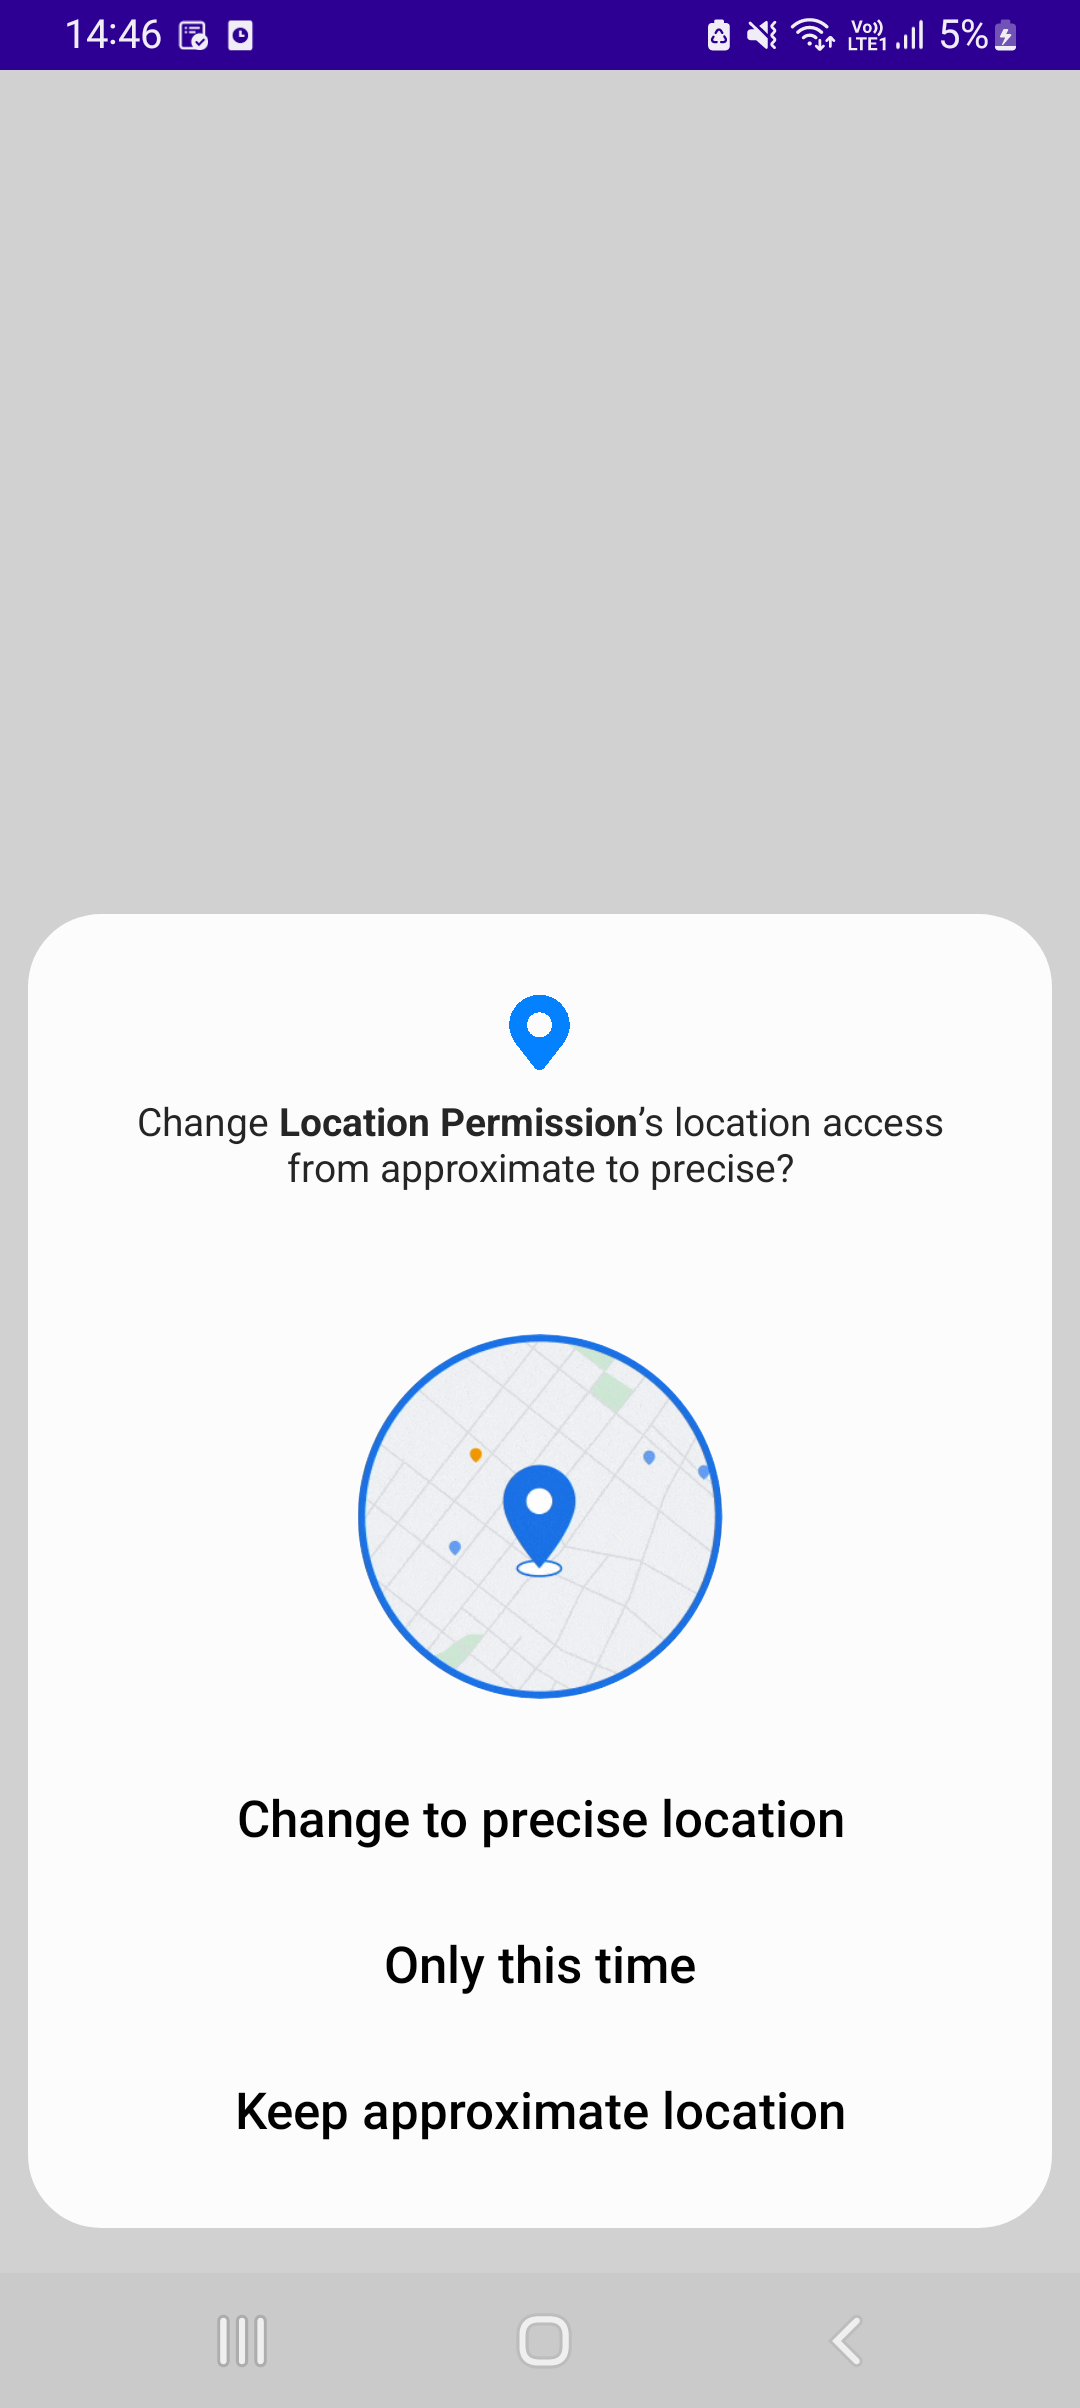 14:46 Vo)) LTE1 5%
Change Location Permission’s location access
from approximate to precise?
Change to precise location
Only this time
Keep approximate location